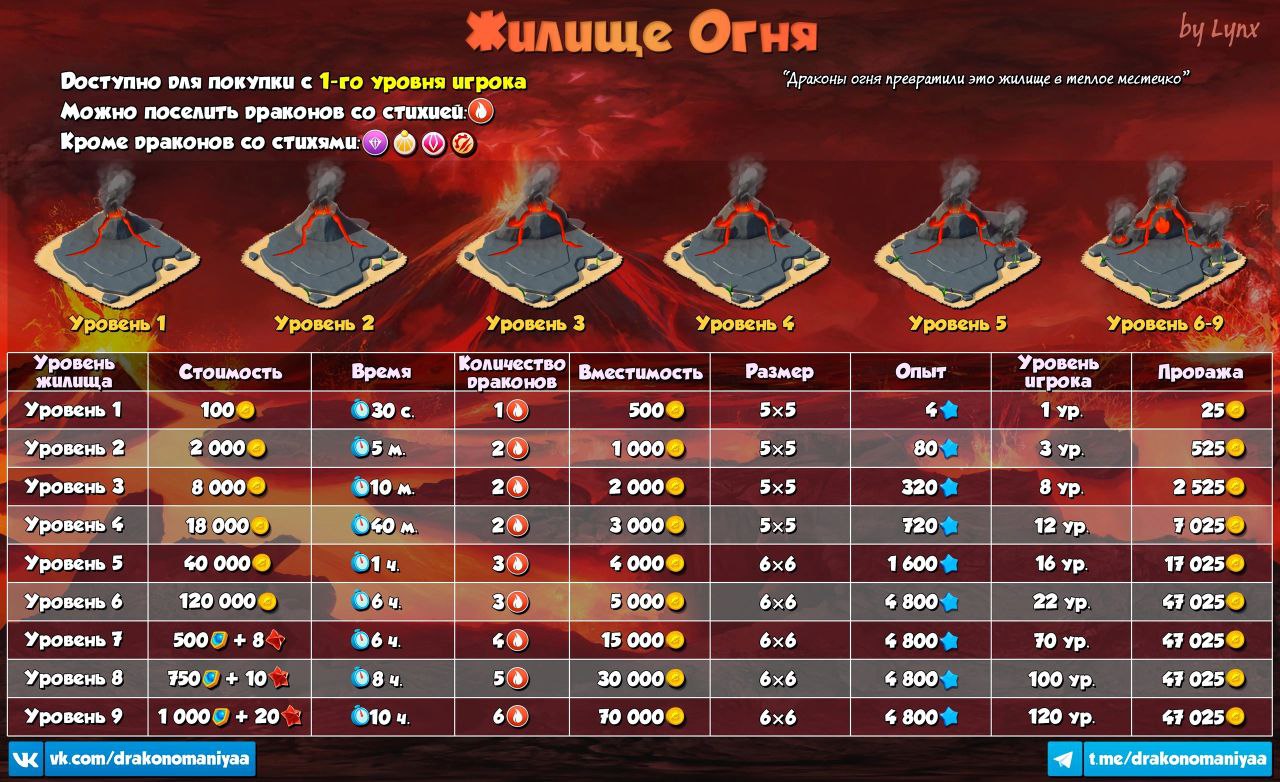 Жилище Огня
by Lynx
Доступно для покупки с 1-го уровня игрока
"Драконы огня превратили это жилище в теплое местечко"
Можно поселить драконов со стихией:
Кроме драконов со стихями:
Уровень 1 Уровень 2 Уровень 3 Уровень 4 Уровень 5 Уровень 6-9
Уровень жилища Стоимость Время Количество драконов Вместимость Размер Опыт Уровень игрока Продажа
Уровень 1 100 30 с. 1 500 5×5 4 1 ур. 25
Уровень 2 2 000 5 м. 2 1 000 5×5 80 3 ур. 525
Уровень 3 8 000 10 м. 2 2 000 5×5 320 8 ур. 2 525
Уровень 4 18 000 40 м. 2 3 000 5×5 720 12 ур. 7 025
Уровень 5 40 000 1 ч. 3 4 000 6×6 1 600 16 ур. 17 025
Уровень 6 120 000 6 ч. 3 5 000 6×6 4 800 22 ур. 47 025
Уровень 7 500 + 8 6 ч. 4 15 000 6×6 4 800 70 ур. 47 025
Уровень 8 750 + 10 8 ч. 5 30 000 6×6 4 800 100 ур. 47 025
Уровень 9 1 000 + 20 10 ч. 6 70 000 6×6 4 800 120 ур. 47 025
vk.com/drakonomaniyaa
t.me/drakonomaniyaa